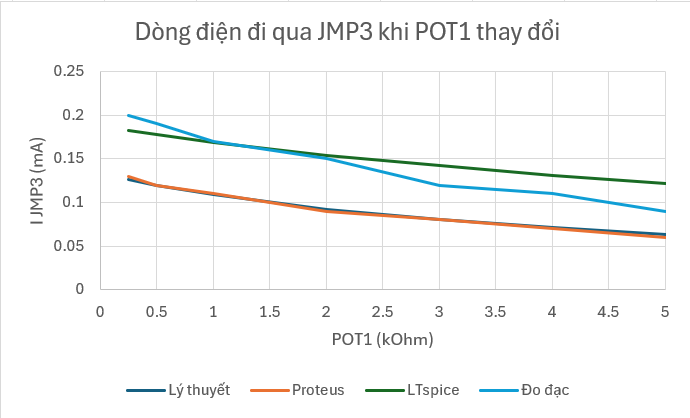 Dòng điện đi qua JMP3 khi POT1 thay đổi
0.25
0.2
0.15
0.1
0.05
0
I JMP3 (mA)
0 0.5 1 1.5 2 2.5 3 3.5 4 4.5 5
POT1 (kOhm)
Lý thuyết Proteus LTspice Đo đạc